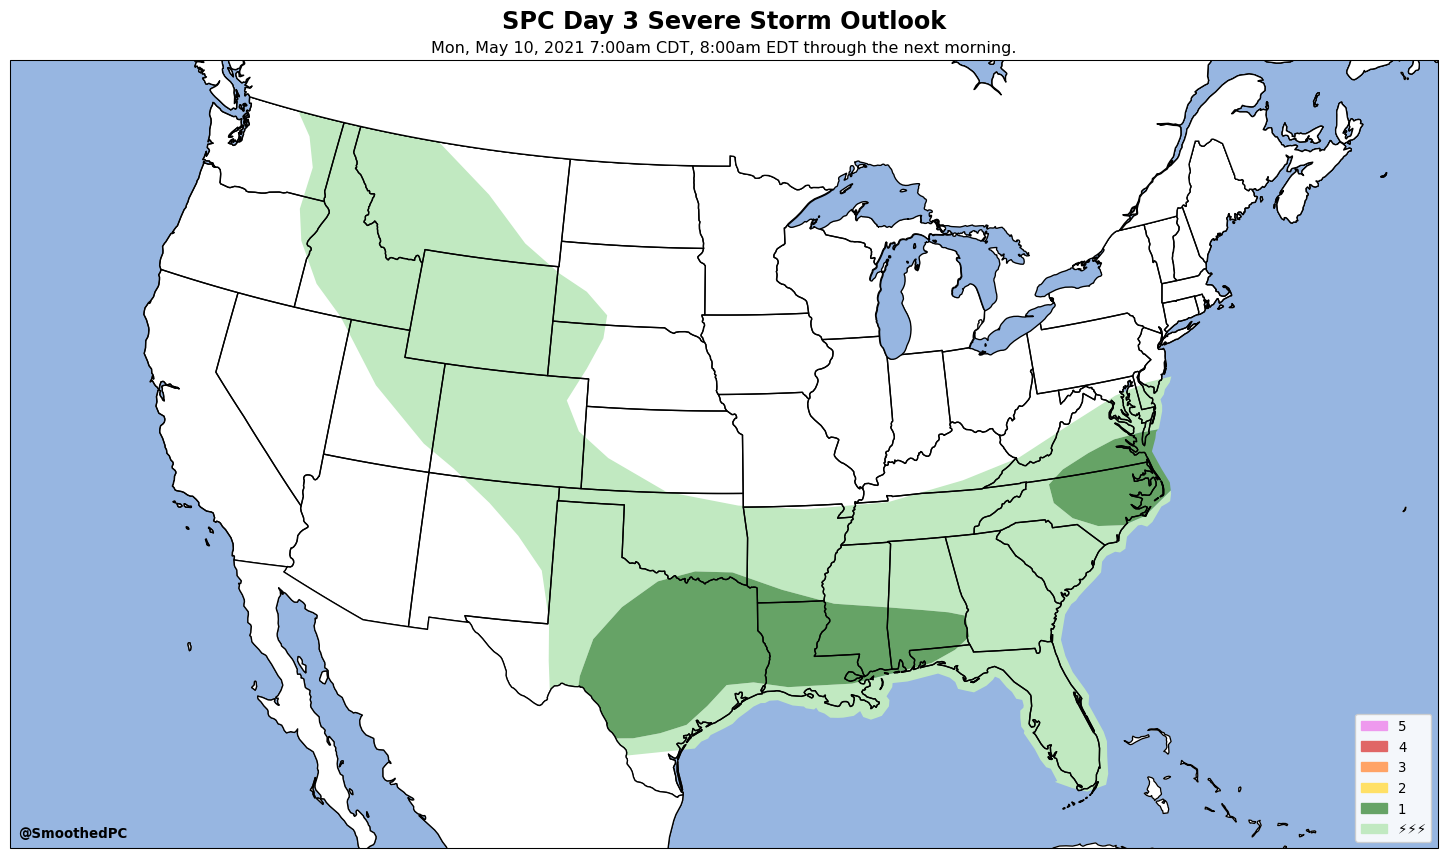 SPC Day 3 Severe Storm Outlook
Mon, May 10, 2021 7:00am CDT, 8:00am EDT through the next morning.
5
4
3
2
1
⚡⚡⚡
@SmoothedPC